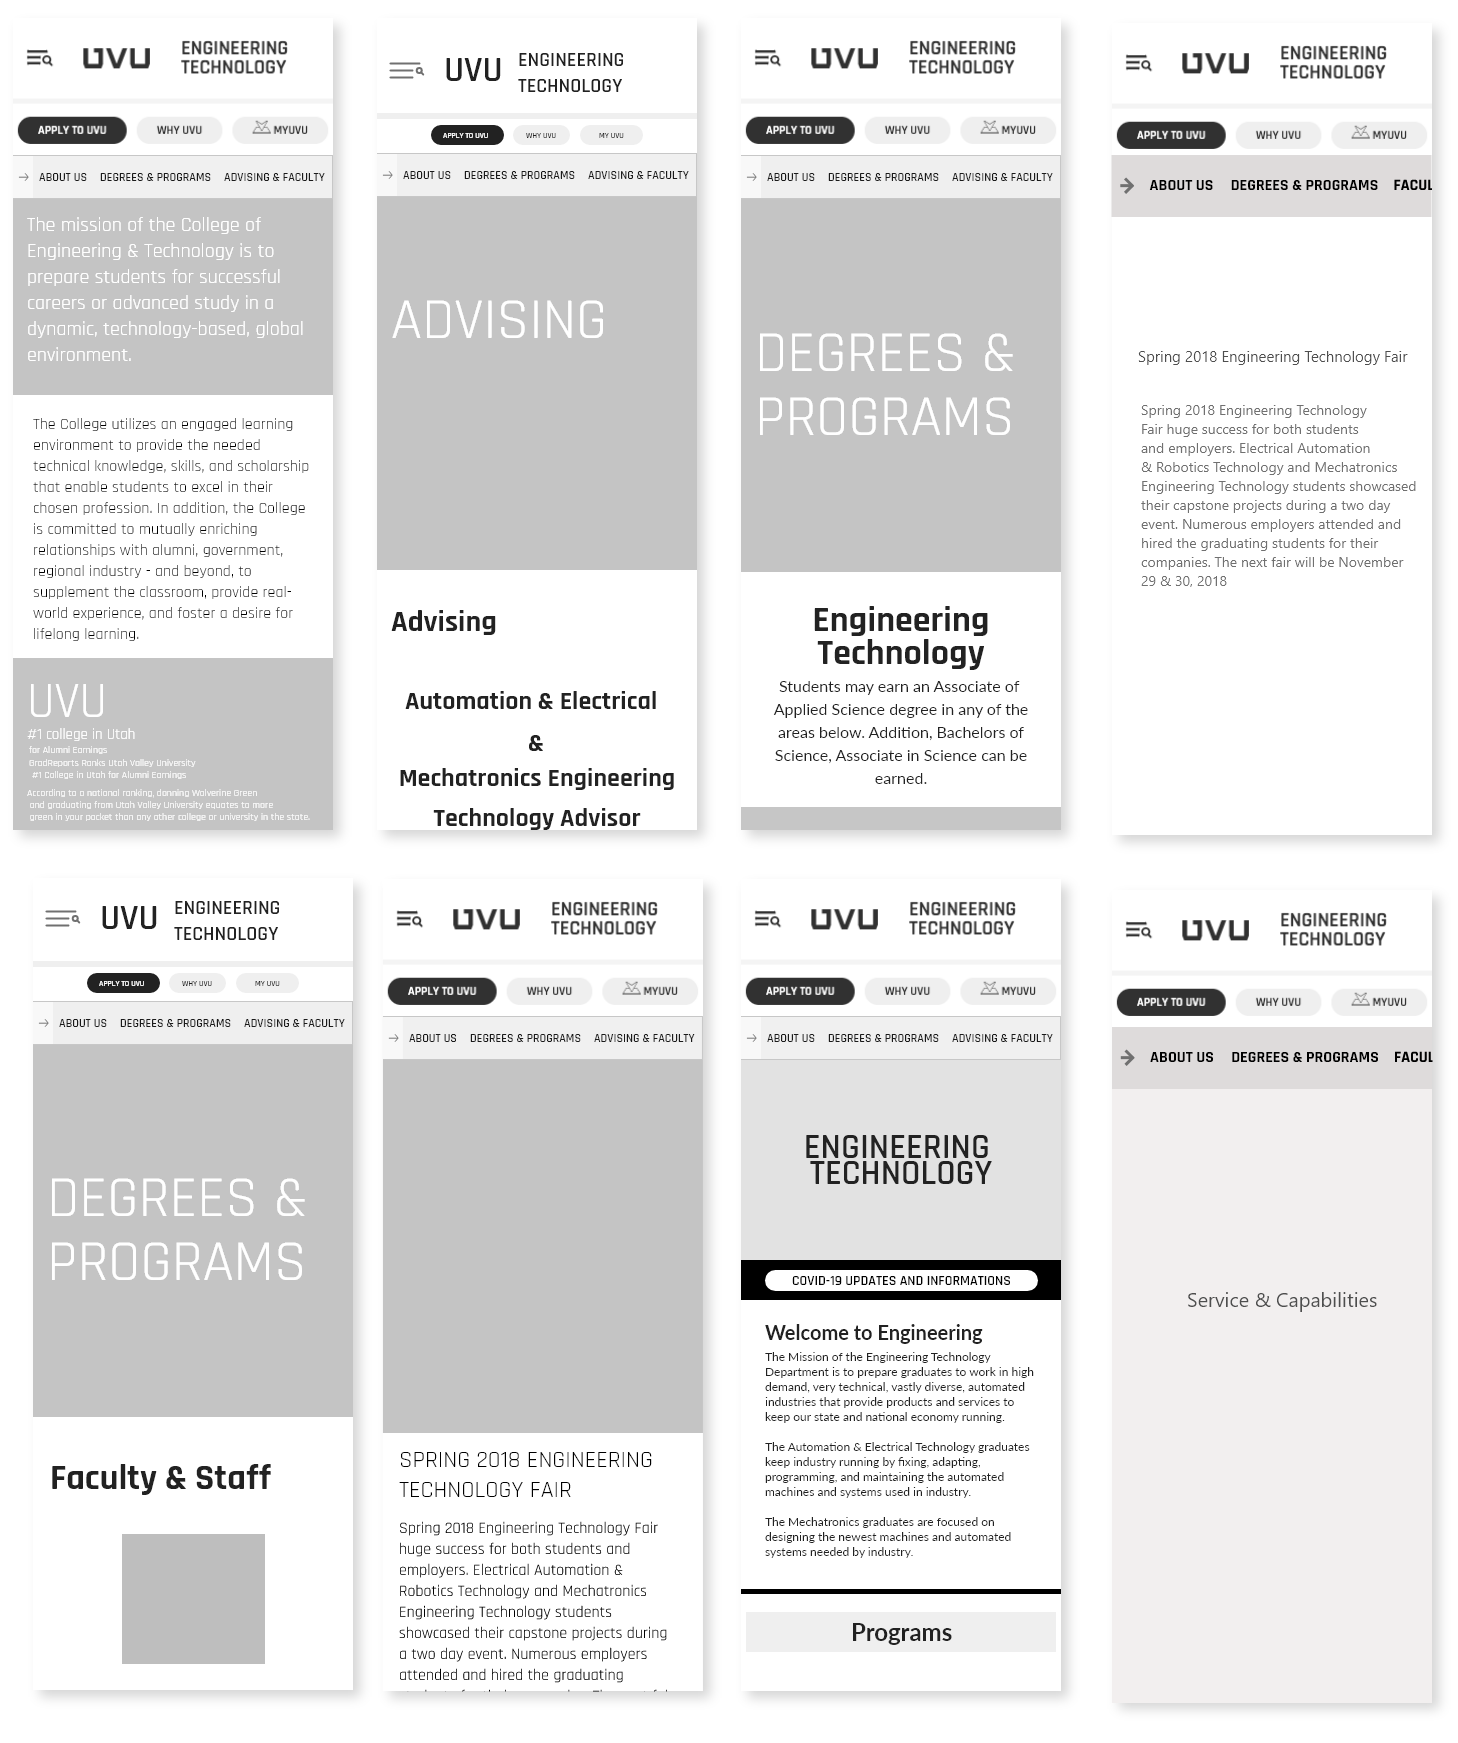 UVU
ENGINEERING
TECHNOLOGY
APPLY TO UVU
WHY UVU
MYUVU
ABOUT US
DEGREES & PROGRAMS
ADVISING & FACULTY
The mission of the College of
Engineering & Technology is to
prepare students for successful
careers or advanced study in a
dynamic, technology-based, global
environment.
The College utilizes an engaged learning
environment to provide the needed
technical knowledge, skills, and scholarship
that enable students to excel in their
chosen profession. In addition, the College
is committed to mutually enriching
relationships with alumni, government,
regional industry - and beyond, to
supplement the classroom, provide real-
world experience, and foster a desire for
lifelong learning.
UVU
#1 college in Utah
for Alumni Earnings
GradReports Ranks Utah Valley University
#1 College in Utah for Alumni Earnings
According to a national ranking, donning Wolverine Green
and graduating from Utah Valley University equates to more
green in your pocket than any other college or university in the state.
UVU
ENGINEERING
TECHNOLOGY
APPLY TO UVU
WHY UVU
MY UVU
ABOUT US
DEGREES & PROGRAMS
ADVISING & FACULTY
ADVISING
Advising
Automation & Electrical
&
Mechatronics Engineering
Technology Advisor
UVU
ENGINEERING
TECHNOLOGY
APPLY TO UVU
WHY UVU
MYUVU
ABOUT US
DEGREES & PROGRAMS
ADVISING & FACULTY
DEGREES &
PROGRAMS
Engineering
Technology
Students may earn an Associate of
Applied Science degree in any of the
areas below. Addition, Bachelors of
Science, Associate in Science can be
earned.
UVU
ENGINEERING
TECHNOLOGY
APPLY TO UVU
WHY UVU
MYUVU
ABOUT US
DEGREES & PROGRAMS
FACUL
Spring 2018 Engineering Technology Fair
Spring 2018 Engineering Technology
Fair huge success for both students
and employers. Electrical Automation
& Robotics Technology and Mechatronics
Engineering Technology students showcased
their capstone projects during a two day
event. Numerous employers attended and
hired the graduating students for their
companies. The next fair will be November
29 & 30, 2018
UVU
ENGINEERING
TECHNOLOGY
APPLY TO UVU
WHY UVU
MY UVU
ABOUT US
DEGREES & PROGRAMS
ADVISING & FACULTY
DEGREES &
PROGRAMS
Faculty & Staff
UVU
ENGINEERING
TECHNOLOGY
APPLY TO UVU
WHY UVU
MYUVU
ABOUT US
DEGREES & PROGRAMS
ADVISING & FACULTY
SPRING 2018 ENGINEERING
TECHNOLOGY FAIR
Spring 2018 Engineering Technology Fair
huge success for both students and
employers. Electrical Automation &
Robotics Technology and Mechatronics
Engineering Technology students
showcased their capstone projects during
a two day event. Numerous employers
attended and hired the graduating
UVU
ENGINEERING
TECHNOLOGY
APPLY TO UVU
WHY UVU
MYUVU
ABOUT US
DEGREES & PROGRAMS
ADVISING & FACULTY
ENGINEERING
TECHNOLOGY
COVID-19 UPDATES AND INFORMATIONS
Welcome to Engineering
The Mission of the Engineering Technology
Department is to prepare graduates to work in high
demand, very technical, vastly diverse, automated
industries that provide products and services to
keep our state and national economy running.
The Automation & Electrical Technology graduates
keep industry running by fixing, adapting,
programming, and maintaining the automated
machines and systems used in industry.
The Mechatronics graduates are focused on
designing the newest machines and automated
systems needed by industry.
Programs
UVU
ENGINEERING
TECHNOLOGY
APPLY TO UVU
WHY UVU
MYUVU
ABOUT US
DEGREES & PROGRAMS
FACUL
Service & Capabilities